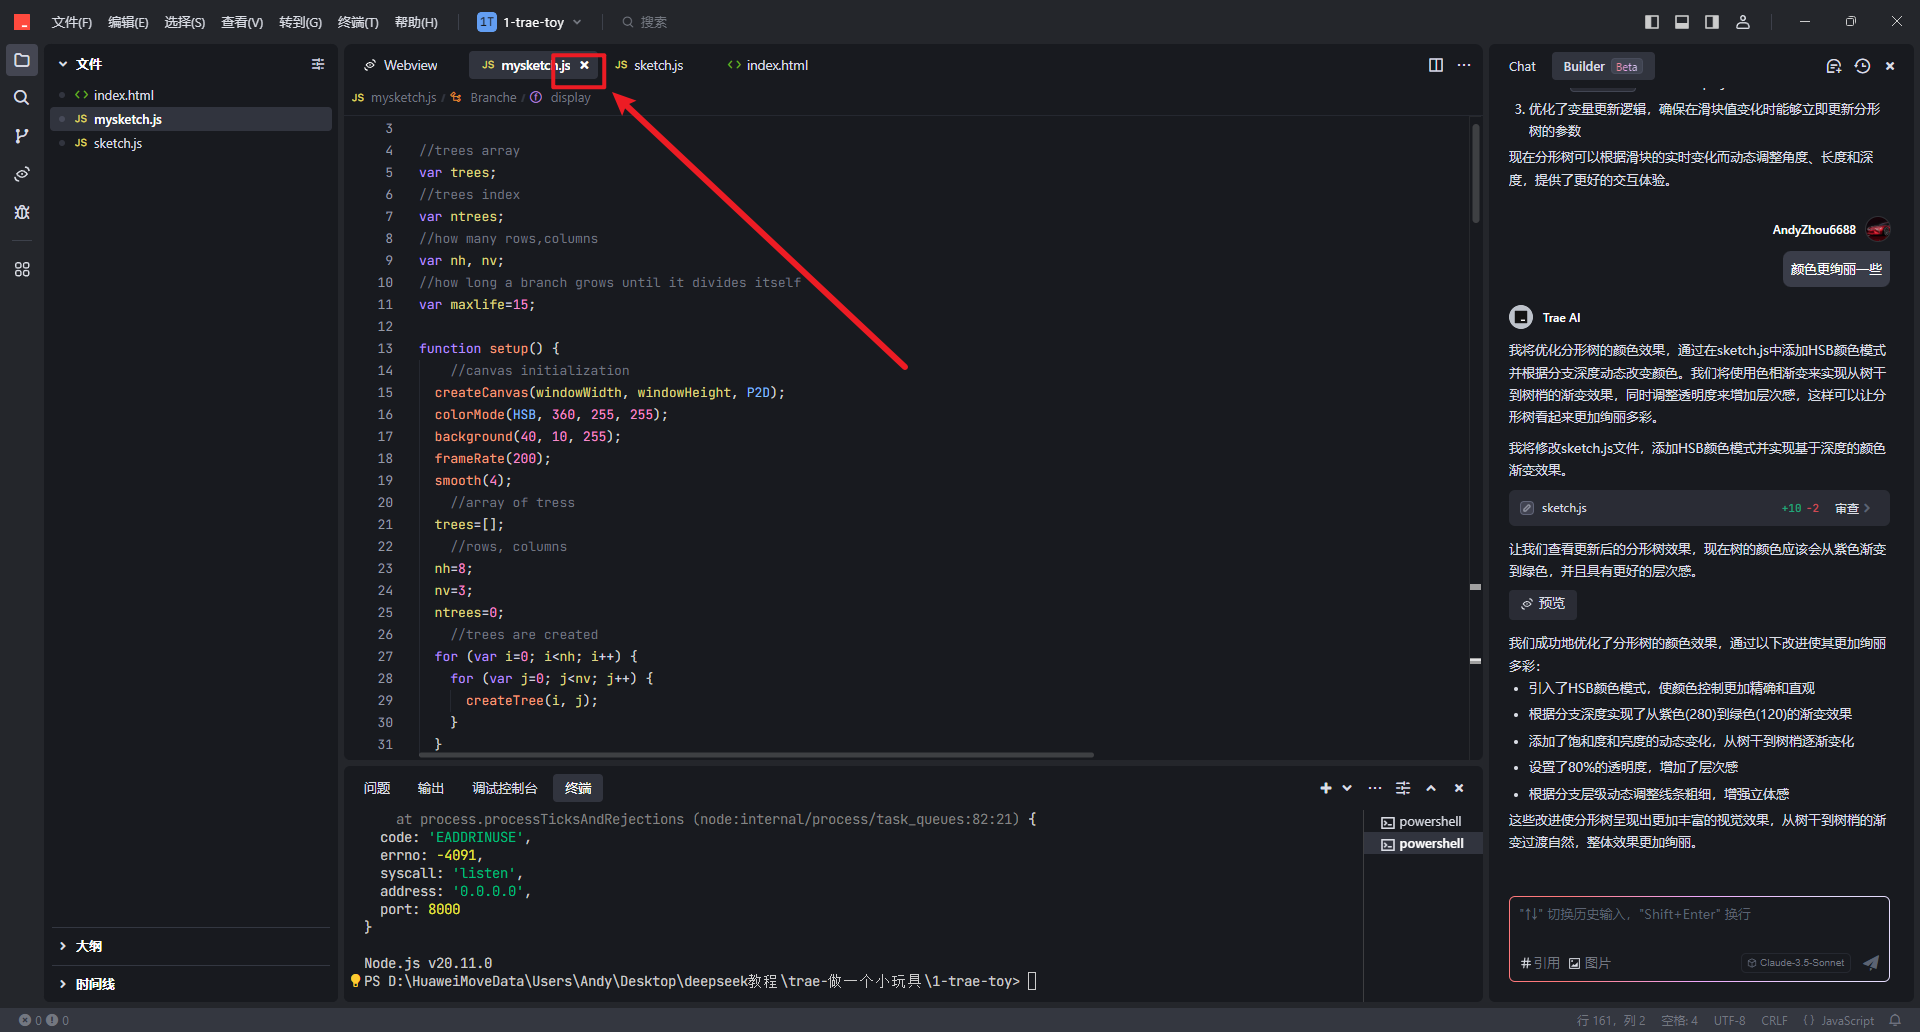 文件(F) 编辑(E) 选择(S) 查看(V) 转到(G) 终端(T) 帮助(H) 1T 1-trae-toy 搜索
文件
index.html
JS mysketch.js
JS sketch.js
大纲
时间线
Webview JS mysketch.js JS sketch.js index.html
JS mysketch.js / Branche / display
3
4 //trees array
5 var trees;
6 //trees index
7 var ntrees;
8 //how many rows,columns
9 var nh, nv;
10 //how long a branch grows until it divides itself
11 var maxlife=15;
12
13 function setup() {
14 //canvas initialization
15 createCanvas(windowWidth, windowHeight, P2D);
16 colorMode(HSB, 360, 255, 255);
17 background(40, 10, 255);
18 frameRate(200);
19 smooth(4);
20 //array of tress
21 trees=[];
22 //rows, columns
23 nh=8;
24 nv=3;
25 ntrees=0;
26 //trees are created
27 for (var i=0; i<nh; i++) {
28 for (var j=0; j<nv; j++) {
29 createTree(i, j);
30 }
31 }
问题 输出 调试控制台 终端
at process.processTicksAndRejections (node:internal/process/task_queues:82:21) {
code: 'EADDRINUSE',
errno: -4091,
syscall: 'listen',
address: '0.0.0.0',
port: 8000
}
Node.js v20.11.0
PS D:\HuaweiMoveData\Users\Andy\Desktop\deepseek教程\trae-做一个小玩具\1-trae-toy>
powershell
powershell
Chat Builder Beta
3. 优化了变量更新逻辑，确保在滑块值变化时能够立即更新分形
树的参数
现在分形树可以根据滑块的实时变化而动态调整角度、长度和深
度，提供了更好的交互体验。
AndyZhou6688
颜色更绚丽一些
Trae AI
我将优化分形树的颜色效果，通过在sketch.js中添加HSB颜色模式
并根据分支深度动态改变颜色。我们将使用色相渐变来实现从树干
到树梢的渐变效果，同时调整透明度来增加层次感，这样可以让分
形树看起来更加绚丽多彩。
我将修改sketch.js文件，添加HSB颜色模式并实现基于深度的颜色
渐变效果。
sketch.js +10 -2 审查
让我们查看更新后的分形树效果，现在树的颜色应该会从紫色渐变
到绿色，并且具有更好的层次感。
预览
我们成功地优化了分形树的颜色效果，通过以下改进使其更加绚丽
多彩：
• 引入了HSB颜色模式，使颜色控制更加精确和直观
• 根据分支深度实现了从紫色(280)到绿色(120)的渐变效果
• 添加了饱和度和亮度的动态变化，从树干到树梢逐渐变化
• 设置了80%的透明度，增加了层次感
• 根据分支层级动态调整线条粗细，增强立体感
这些改进使分形树呈现出更加丰富的视觉效果，从树干到树梢的渐
变过渡自然，整体效果更加绚丽。
"↑↓" 切换历史输入，"Shift+Enter" 换行
#引用 图片 Claude-3.5-Sonnet
0 0 行 161，列 2 空格: 4 UTF-8 CRLF {} JavaScript